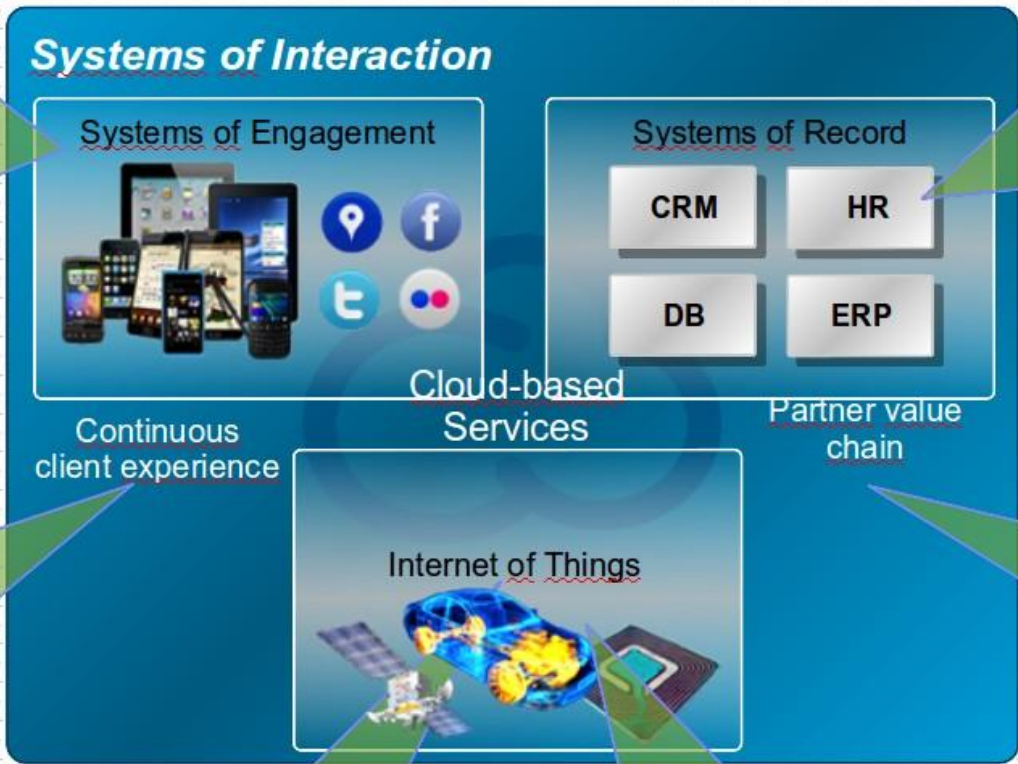 Systems of Interaction
Systems of Engagement
Systems of Record
f
t
CRM
HR
DB
ERP
Cloud-based
Services
Continuous
client experience
Partner value
chain
Internet of Things